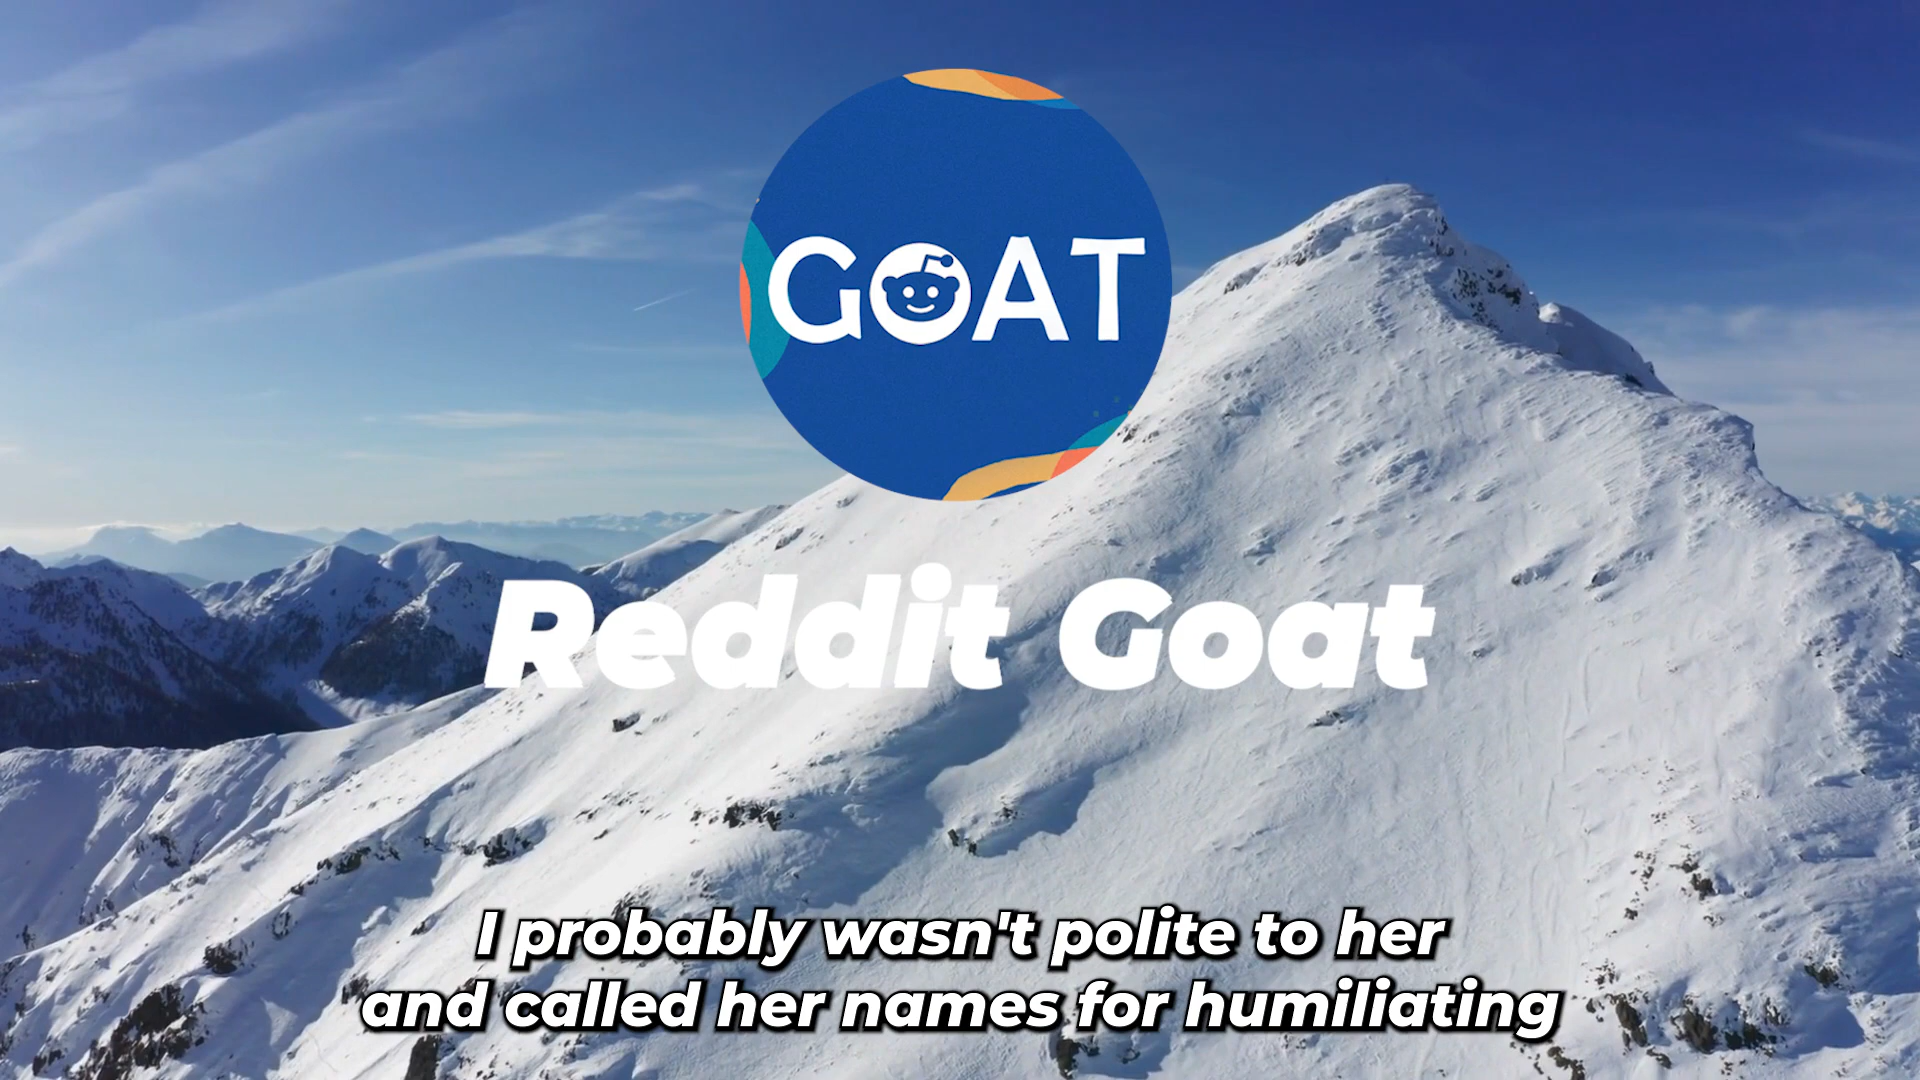 GOAT
Reddit Goat
I probably wasn't polite to her
and called her names for humiliating